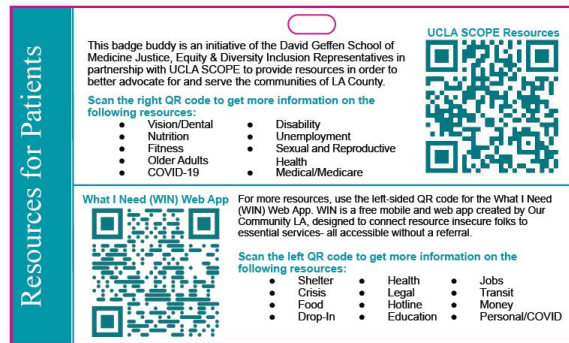 Resources for Patients
This badge buddy is an initiative of the David Geffen School of
Medicine Justice, Equity & Diversity Inclusion Representatives in
partnership with UCLA SCOPE to provide resources in order to
better advocate for and serve the communities of LA County.
Scan the right QR code to get more information on the
following resources:
● Vision/Dental
● Nutrition
● Fitness
● Older Adults
● COVID-19
● Disability
● Unemployment
● Sexual and Reproductive
Health
● Medical/Medicare
UCLA SCOPE Resources
What I Need (WIN) Web App
For more resources, use the left-sided QR code for the What I Need
(WIN) Web App. WIN is a free mobile and web app created by Our
Community LA, designed to connect resource insecure folks to
essential services- all accessible without a referral.
Scan the left QR code to get more information on the
following resources:
● Shelter
● Crisis
● Food
● Drop-In
● Health
● Legal
● Hotline
● Education
● Jobs
● Transit
● Money
● Personal/COVID